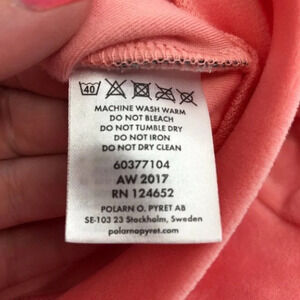 40
MACHINE WASH WARM
DO NOT BLEACH
DO NOT TUMBLE DRY
DO NOT IRON
DO NOT DRY CLEAN
60377104
AW 2017
RN 124652
POLARN O. PYRET AB
SE-103 23 Stockholm, Sweden
polarnopyret.com